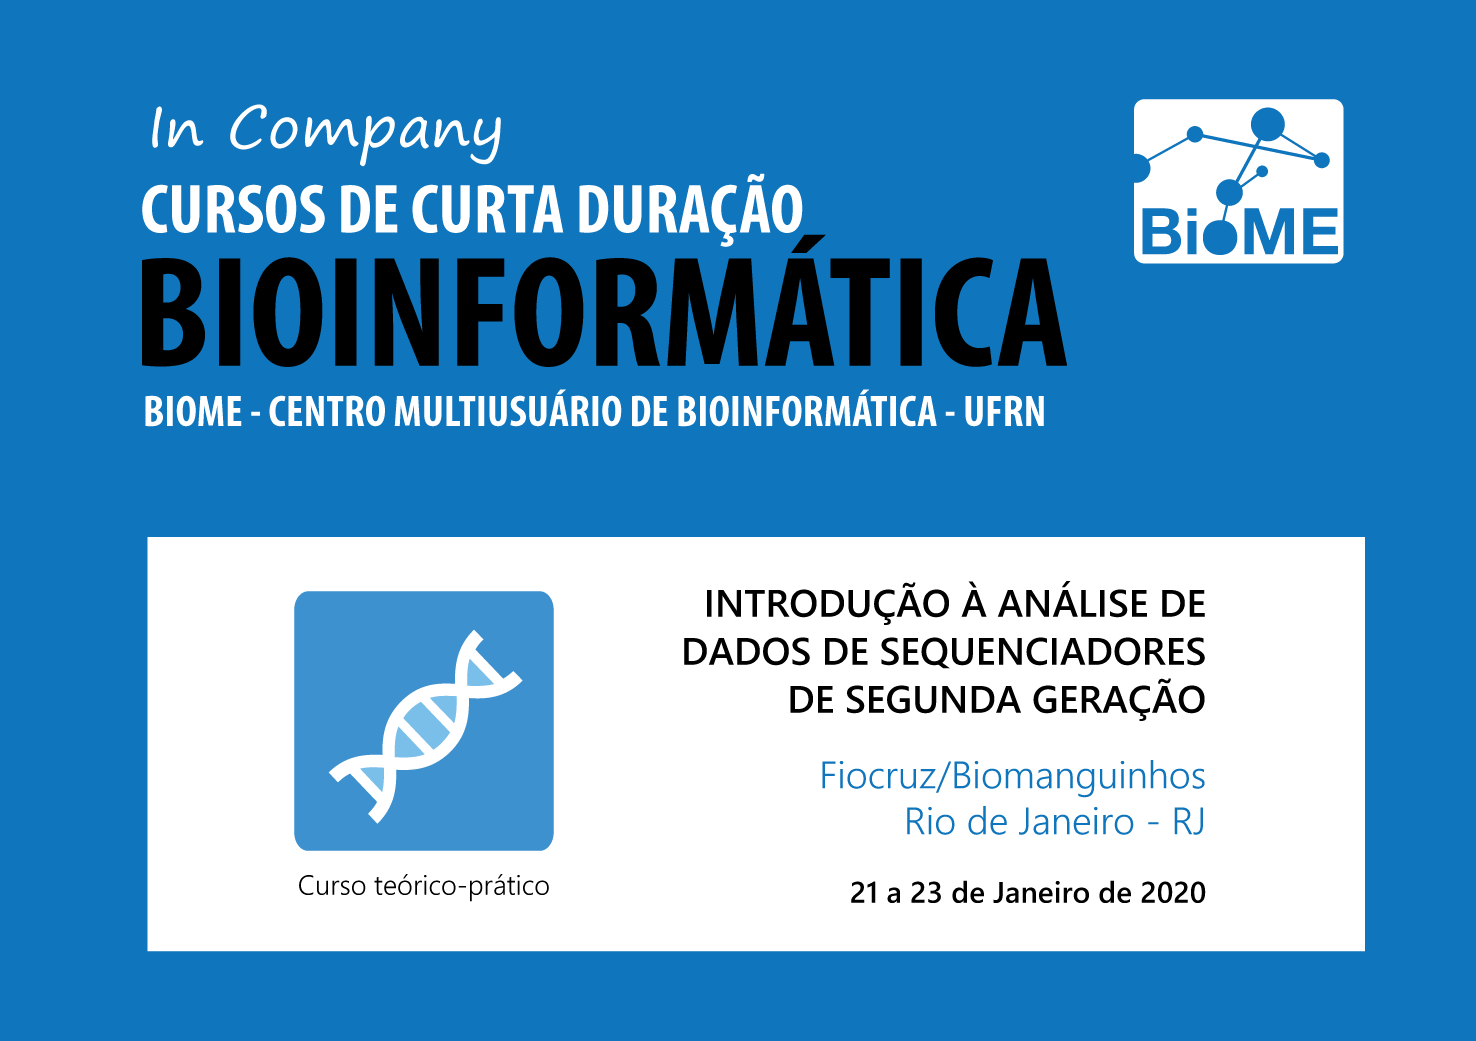 In Company
CURSOS DE CURTA DURAÇÃO
BIOINFORMÁTICA
BIOME - CENTRO MULTIUSUÁRIO DE BIOINFORMÁTICA - UFRN
BiOME
INTRODUÇÃO À ANÁLISE DE
DADOS DE SEQUENCIADORES
DE SEGUNDA GERAÇÃO
Fiocruz/Biomanguinhos
Rio de Janeiro - RJ
21 a 23 de Janeiro de 2020
Curso teórico-prático